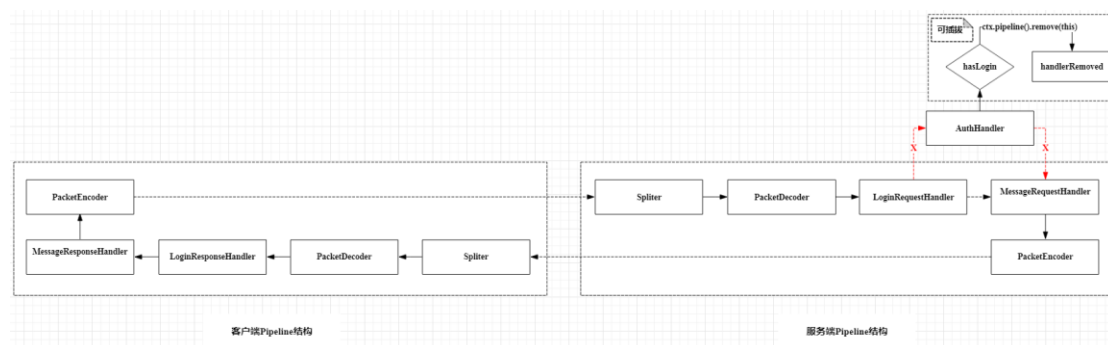 可插拔
ctx.pipeline().remove(this)
hasLogin
handlerRemoved
AuthHandler
X
X
PacketEncoder
Spliter
PacketDecoder
LoginRequestHandler
MessageRequestHandler
MessageResponseHandler
LoginResponseHandler
PacketDecoder
Spliter
PacketEncoder
客户端Pipeline结构
服务端Pipeline结构